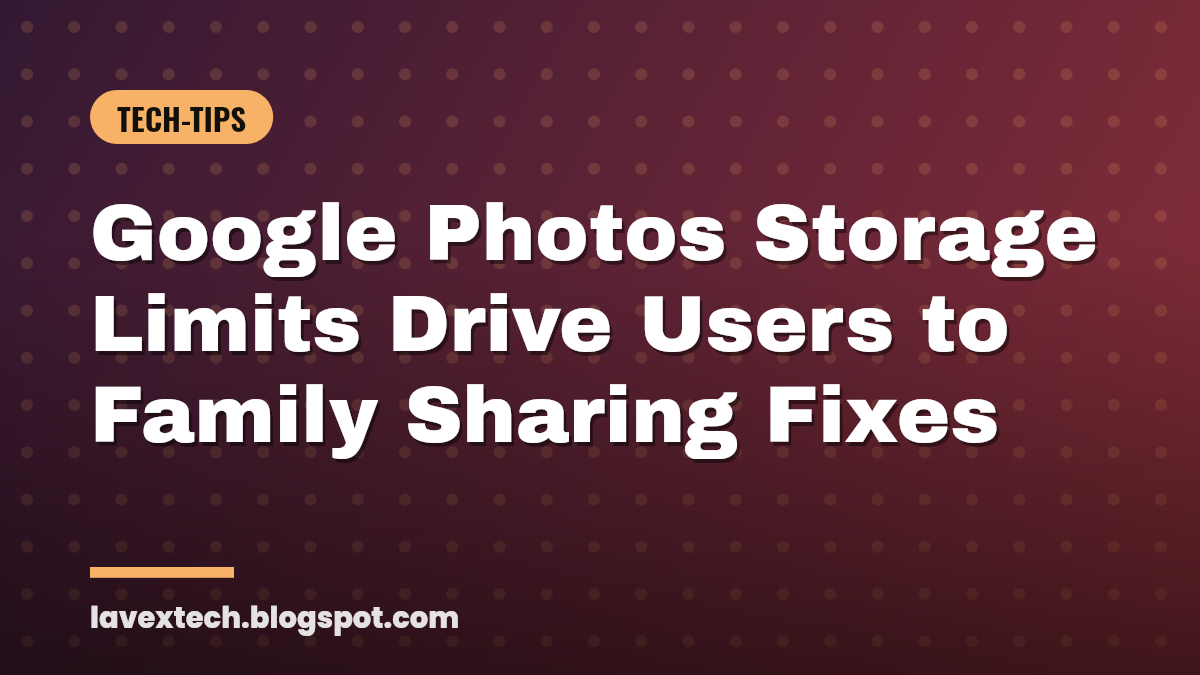 TECH-TIPS
Google Photos Storage
Limits Drive Users to
Family Sharing Fixes
lavextech.blogspot.com